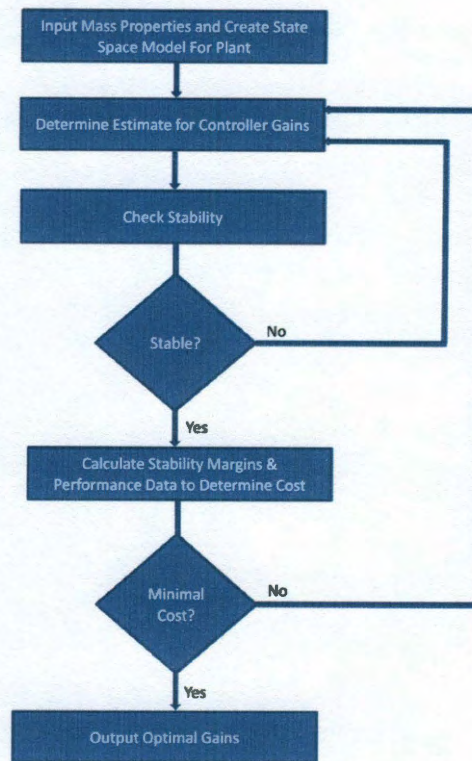 Input Mass Properties and Create State
Space Model For Plant
Determine Estimate for Controller Gains
Check Stability
Stable?
No
Yes
Calculate Stability Margins &
Performance Data to Determine Cost
Minimal
Cost?
No
Yes
Output Optimal Gains